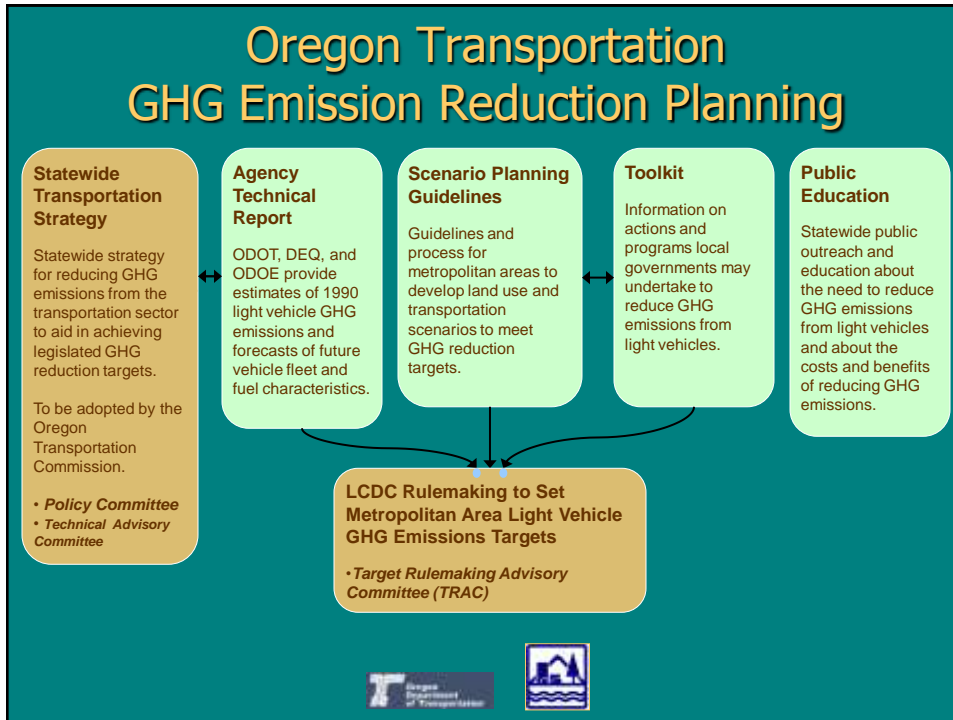 Oregon Transportation
GHG Emission Reduction Planning
Statewide
Transportation
Strategy
Statewide strategy
for reducing GHG
emissions from the
transportation sector
to aid in achieving
legislated GHG
reduction targets.
To be adopted by the
Oregon
Transportation
Commission.
• Policy Committee
• Technical Advisory
Committee
Agency
Technical
Report
ODOT, DEQ, and
ODOE provide
estimates of 1990
light vehicle GHG
emissions and
forecasts of future
vehicle fleet and
fuel characteristics.
Scenario Planning
Guidelines
Guidelines and
process for
metropolitan areas to
develop land use and
transportation
scenarios to meet
GHG reduction
targets.
Toolkit
Information on
actions and
programs local
governments may
undertake to
reduce GHG
emissions from
light vehicles.
Public
Education
Statewide public
outreach and
education about
the need to reduce
GHG emissions
from light vehicles
and about the
costs and benefits
of reducing GHG
emissions.
LCDC Rulemaking to Set
Metropolitan Area Light Vehicle
GHG Emissions Targets
•Target Rulemaking Advisory
Committee (TRAC)
Oregon
Department
of Transportation